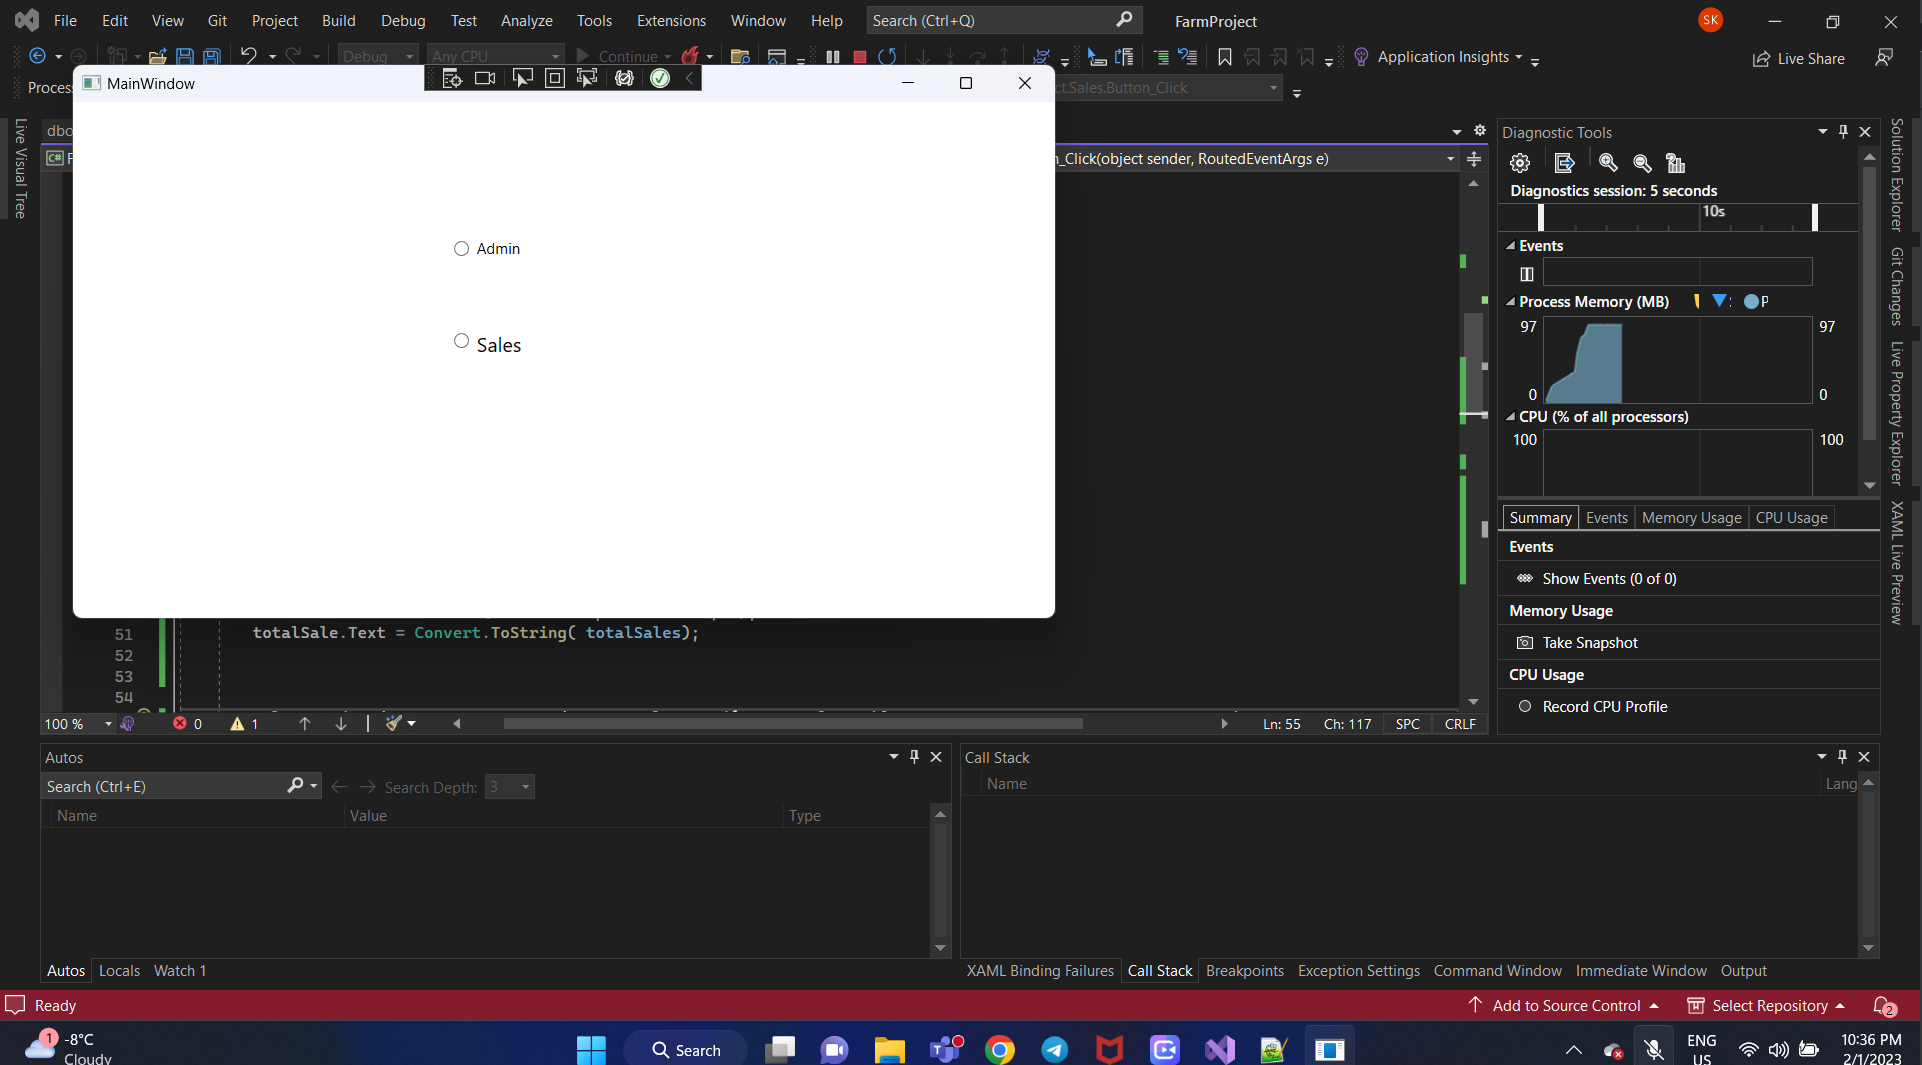 File Edit View Git Project Build Debug Test Analyze Tools Extensions Window Help Search (Ctrl+Q) FarmProject SK
Debug Any CPU Continue Application Insights Live Share
MainWindow
ct.Sales.Button_Click
dbo
n_Click(object sender, RoutedEventArgs e)
Live Visual Tree
Admin
Sales
51 totalSale.Text = Convert.ToString( totalSales);
52
53
54
100 % 0 1 Ln: 55 Ch: 117 SPC CRLF
Diagnostic Tools
Diagnostics session: 5 seconds
10s
Events
Process Memory (MB) P
97 97
0 0
CPU (% of all processors)
100 100
Summary Events Memory Usage CPU Usage
Events
Show Events (0 of 0)
Memory Usage
Take Snapshot
CPU Usage
Record CPU Profile
Solution Explorer
Git Changes
Live Property Explorer
XAML Live Preview
Autos
Search (Ctrl+E) Search Depth: 3
Name Value Type
Autos Locals Watch 1
Call Stack
Name Lang
XAML Binding Failures Call Stack Breakpoints Exception Settings Command Window Immediate Window Output
Ready Add to Source Control Select Repository 2
1 -8°C
Cloudy
Search
ENG
US
10:36 PM
2/1/2023